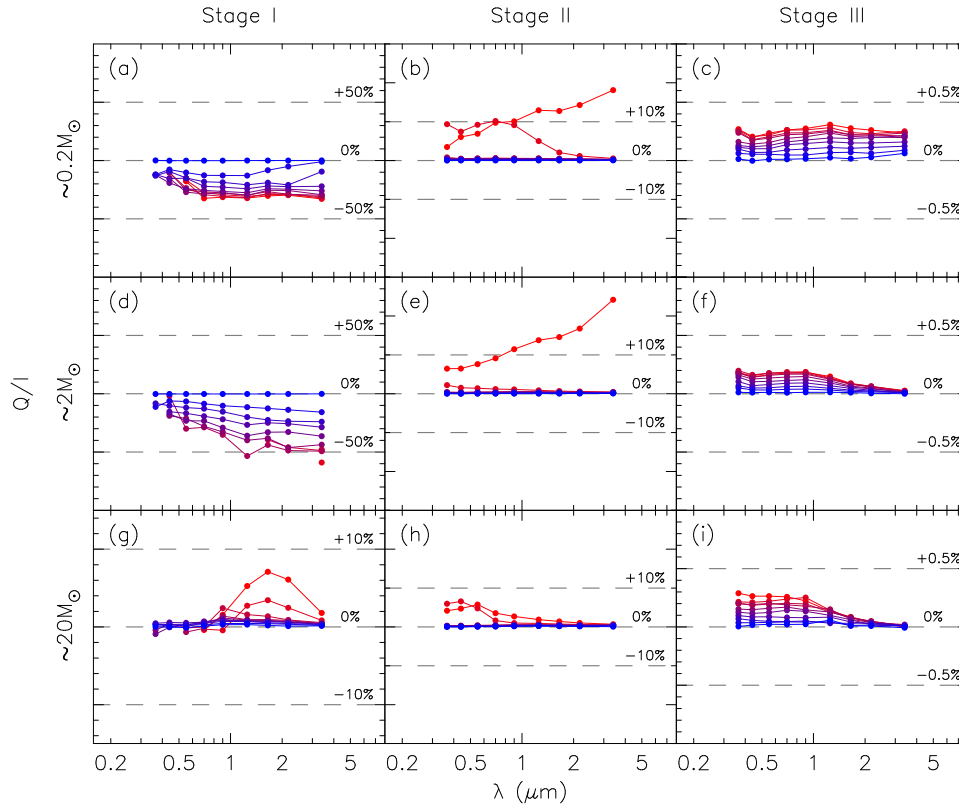 Stage I Stage II Stage III
(a) +50% 0% −50%
(b) +10% 0% −10%
(c) +0.5% 0% −0.5%
~0.2M⊙
(d) +50% 0% −50%
(e) +10% 0% −10%
(f) +0.5% 0% −0.5%
~2M⊙
Q/I
(g) +10% 0% −10%
(h) +10% 0% −10%
(i) +0.5% 0% −0.5%
~20M⊙
0.2 0.5 1 2 5 0.2 0.5 1 2 5 0.2 0.5 1 2 5
λ (μm)